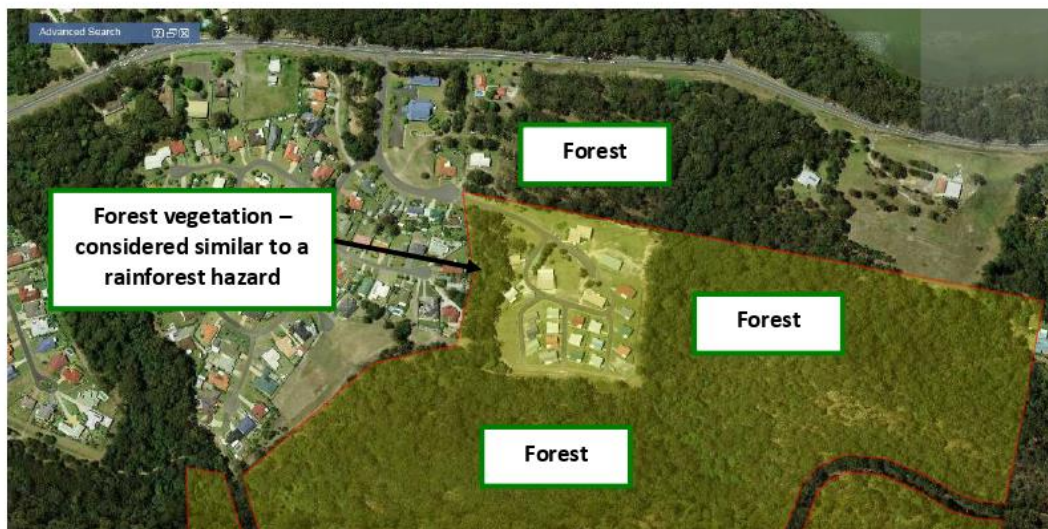 Advanced Search
Forest
Forest vegetation –
considered similar to a
rainforest hazard
Forest
Forest